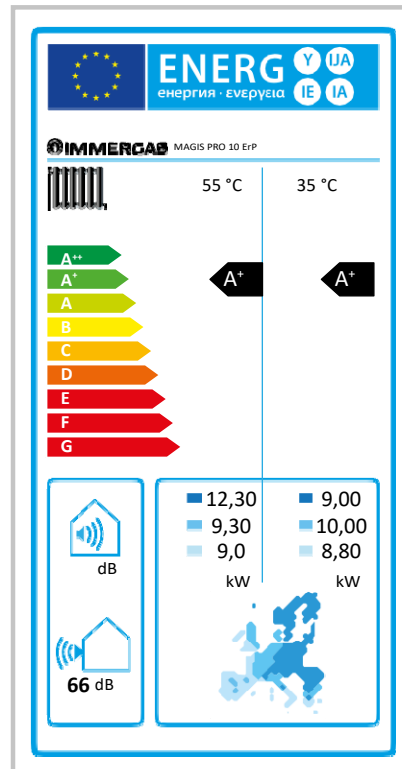 ENERG Y IJA
енергия · ενεργεια IE IA
IMMERGAS MAGIS PRO 10 ErP
55 °C 35 °C
A++
A+ A+ A+
A
B
C
D
E
F
G
12,30 9,00
9,30 10,00
9,0 8,80
dB kW kW
66 dB